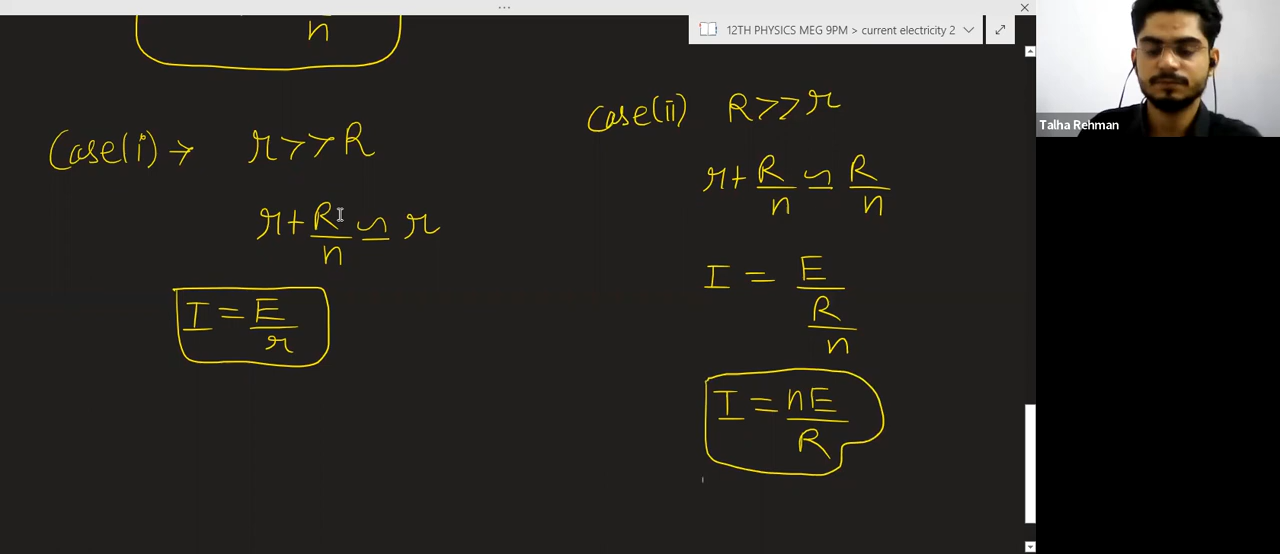 n
12TH PHYSICS MEG 9PM > current electricity 2
Talha Rehman
Case(i) → r>>R
r+R/n ≃ r
I = E/r
case(ii) R>>r
r+R/n ≃ R/n
I = E/(R/n)
I = nE/R